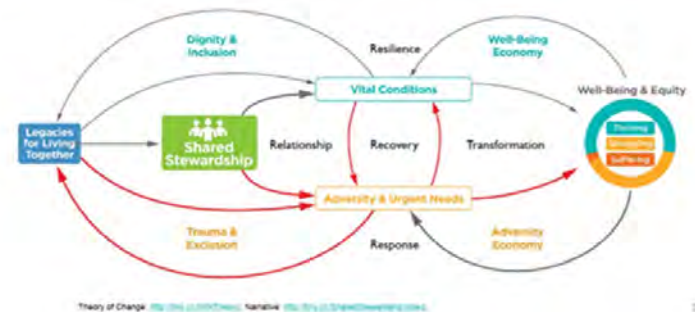 Dignity &
Inclusion
Resilience
Well-Being
Economy
Vital Conditions
Well-Being & Equity
Legacies
for Living
Together
Shared
Stewardship
Relationship
Recovery
Transformation
Thriving
Struggling
Suffering
Adversity & Urgent Needs
Trauma &
Exclusion
Response
Adversity
Economy
Theory of Change: Narrative: